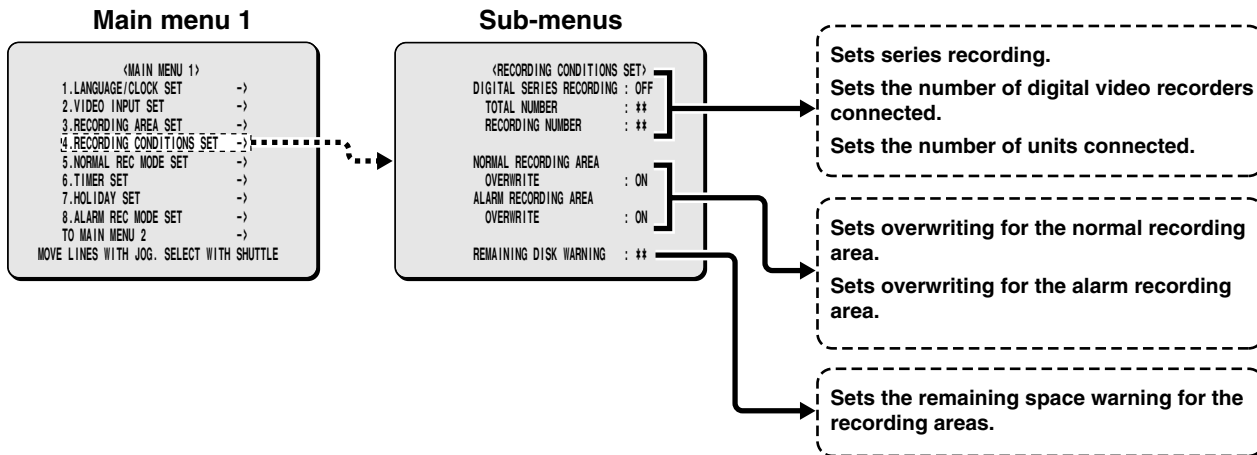 Main menu 1
<MAIN MENU 1>
1.LANGUAGE/CLOCK SET ->
2.VIDEO INPUT SET ->
3.RECORDING AREA SET ->
4.RECORDING CONDITIONS SET ->
5.NORMAL REC MODE SET ->
6.TIMER SET ->
7.HOLIDAY SET ->
8.ALARM REC MODE SET ->
TO MAIN MENU 2 ->
MOVE LINES WITH JOG. SELECT WITH SHUTTLE
Sub-menus
<RECORDING CONDITIONS SET>
DIGITAL SERIES RECORDING : OFF
TOTAL NUMBER : **
RECORDING NUMBER : **
NORMAL RECORDING AREA
OVERWRITE : ON
ALARM RECORDING AREA
OVERWRITE : ON
REMAINING DISK WARNING : **
Sets series recording.
Sets the number of digital video recorders
connected.
Sets the number of units connected.
Sets overwriting for the normal recording
area.
Sets overwriting for the alarm recording
area.
Sets the remaining space warning for the
recording areas.